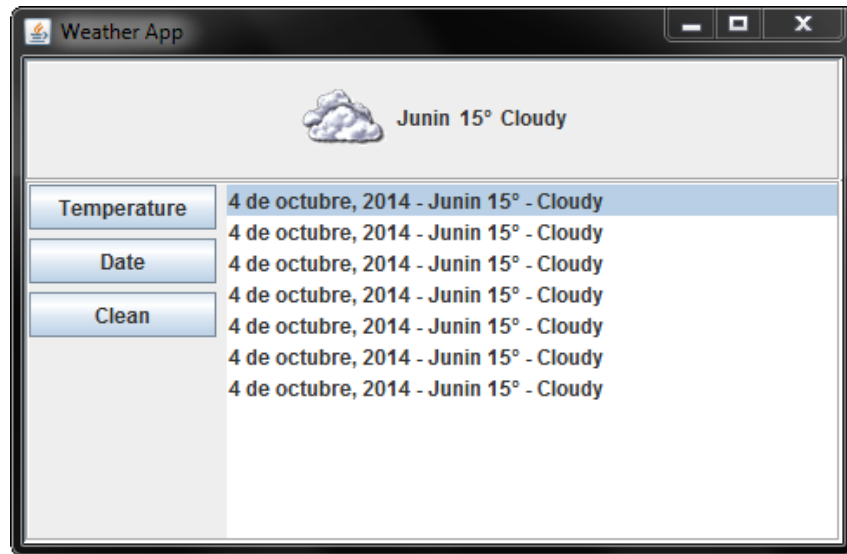 Weather App
Junin 15° Cloudy
Temperature
Date
Clean
4 de octubre, 2014 - Junin 15° - Cloudy
4 de octubre, 2014 - Junin 15° - Cloudy
4 de octubre, 2014 - Junin 15° - Cloudy
4 de octubre, 2014 - Junin 15° - Cloudy
4 de octubre, 2014 - Junin 15° - Cloudy
4 de octubre, 2014 - Junin 15° - Cloudy
4 de octubre, 2014 - Junin 15° - Cloudy